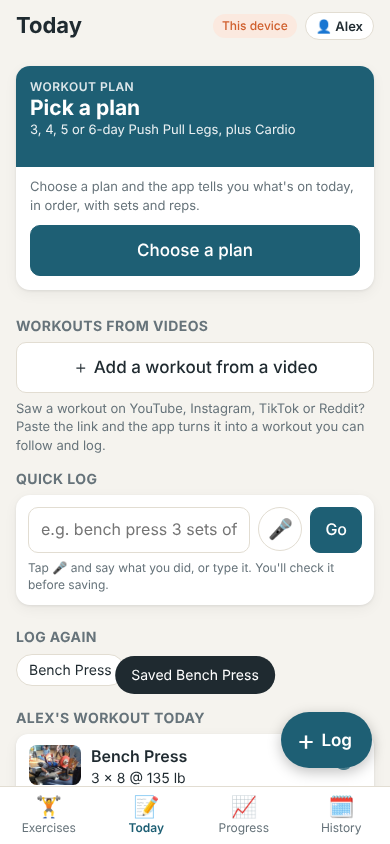 Today
This device
Alex
WORKOUT PLAN
Pick a plan
3, 4, 5 or 6-day Push Pull Legs, plus Cardio
Choose a plan and the app tells you what's on today,
in order, with sets and reps.
Choose a plan
WORKOUTS FROM VIDEOS
+ Add a workout from a video
Saw a workout on YouTube, Instagram, TikTok or Reddit?
Paste the link and the app turns it into a workout you can
follow and log.
QUICK LOG
e.g. bench press 3 sets of
Go
Tap 🎤 and say what you did, or type it. You'll check it
before saving.
LOG AGAIN
Bench Press
Saved Bench Press
ALEX'S WORKOUT TODAY
+ Log
Bench Press
3 × 8 @ 135 lb
Exercises
Today
Progress
History